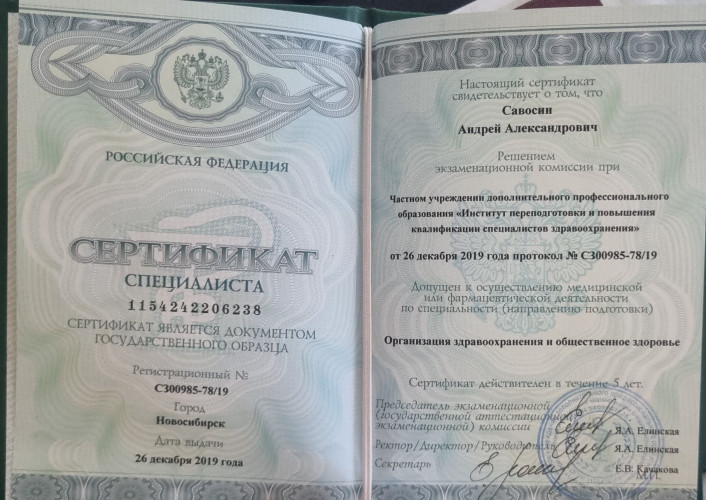 РОССИЙСКАЯ ФЕДЕРАЦИЯ
СЕРТИФИКАТ
СПЕЦИАЛИСТА
1154242206238
СЕРТИФИКАТ ЯВЛЯЕТСЯ ДОКУМЕНТОМ
ГОСУДАРСТВЕННОГО ОБРАЗЦА
Регистрационный №
С300985-78/19
Город
Новосибирск
Дата выдачи
26 декабря 2019 года
Настоящий сертификат
свидетельствует о том, что
Савосин
Андрей Александрович
Решением
экзаменационной комиссии при
Частном учреждении дополнительного профессионального
образования «Институт переподготовки и повышения
квалификации специалистов здравоохранения»
от 26 декабря 2019 года протокол № С300985-78/19
Допущен к осуществлению медицинской
или фармацевтической деятельности
по специальности (направлению подготовки)
Организация здравоохранения и общественное здоровье
Сертификат действителен в течение 5 лет.
Председатель экзаменационной
(государственной аттестационной,
экзаменационной) комиссии
Я.А. Елинская
Ректор/Директор/Руководитель
Я.А. Елинская
Секретарь
Е.В. Качакова
М.П.